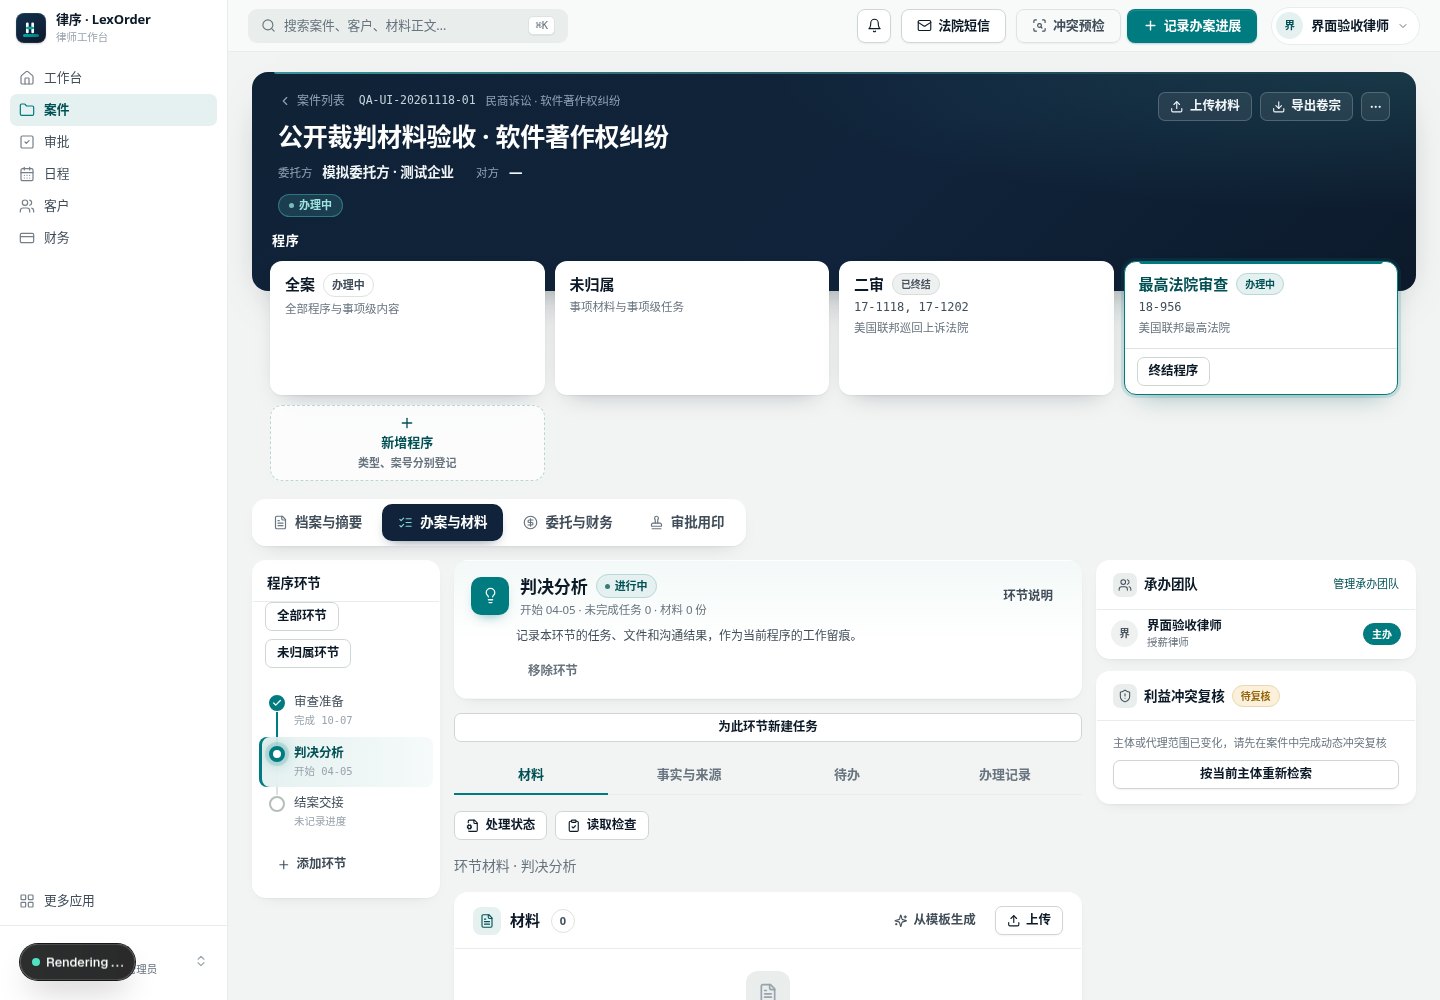 律序 · LexOrder
律师工作台
搜索案件、客户、材料正文...
⌘K
法院短信
冲突预检
记录办案进展
界
界面验收律师
工作台
案件
审批
日程
客户
财务
案件列表
QA-UI-20261118-01
民商诉讼 · 软件著作权纠纷
上传材料
导出卷宗
...
公开裁判材料验收 · 软件著作权纠纷
委托方 模拟委托方 · 测试企业 对方 —
办理中
程序
全案 办理中
全部程序与事项级内容
未归属
事项材料与事项级任务
二审 已终结
17-1118, 17-1202
美国联邦巡回上诉法院
最高法院审查 办理中
18-956
美国联邦最高法院
终结程序
新增程序
类型、案号分别登记
档案与摘要
办案与材料
委托与财务
审批用印
程序环节
全部环节
未归属环节
审查准备
完成 10-07
判决分析
开始 04-05
结案交接
未记录进度
添加环节
判决分析 进行中
开始 04-05 · 未完成任务 0 · 材料 0 份
环节说明
记录本环节的任务、文件和沟通结果，作为当前程序的工作留痕。
移除环节
为此环节新建任务
材料
事实与来源
待办
办理记录
处理状态
读取检查
环节材料 · 判决分析
材料 0
从模板生成
上传
承办团队
管理承办团队
界
界面验收律师
授薪律师
主办
利益冲突复核 待复核
主体或代理范围已变化，请先在案件中完成动态冲突复核
按当前主体重新检索
更多应用
Rendering ...
理员